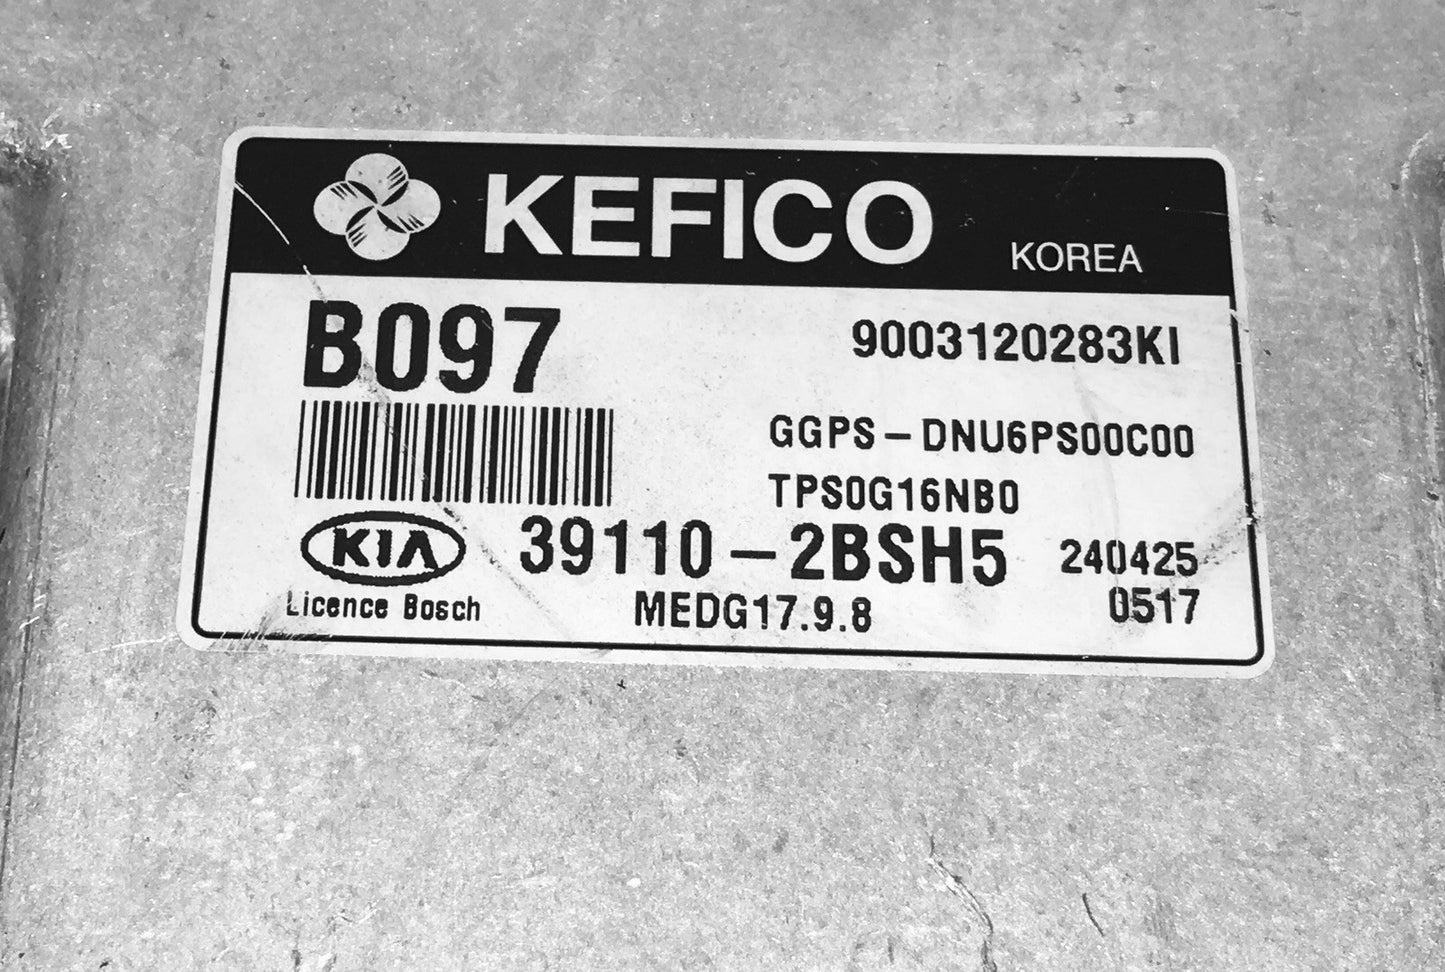 KEFICO KOREA
B097 9003120283KI
GGPS-DNU6PS00C00
TPS0G16NB0
KIA 39110-2BSH5 240425
Licence Bosch MEDG17.9.8 0517